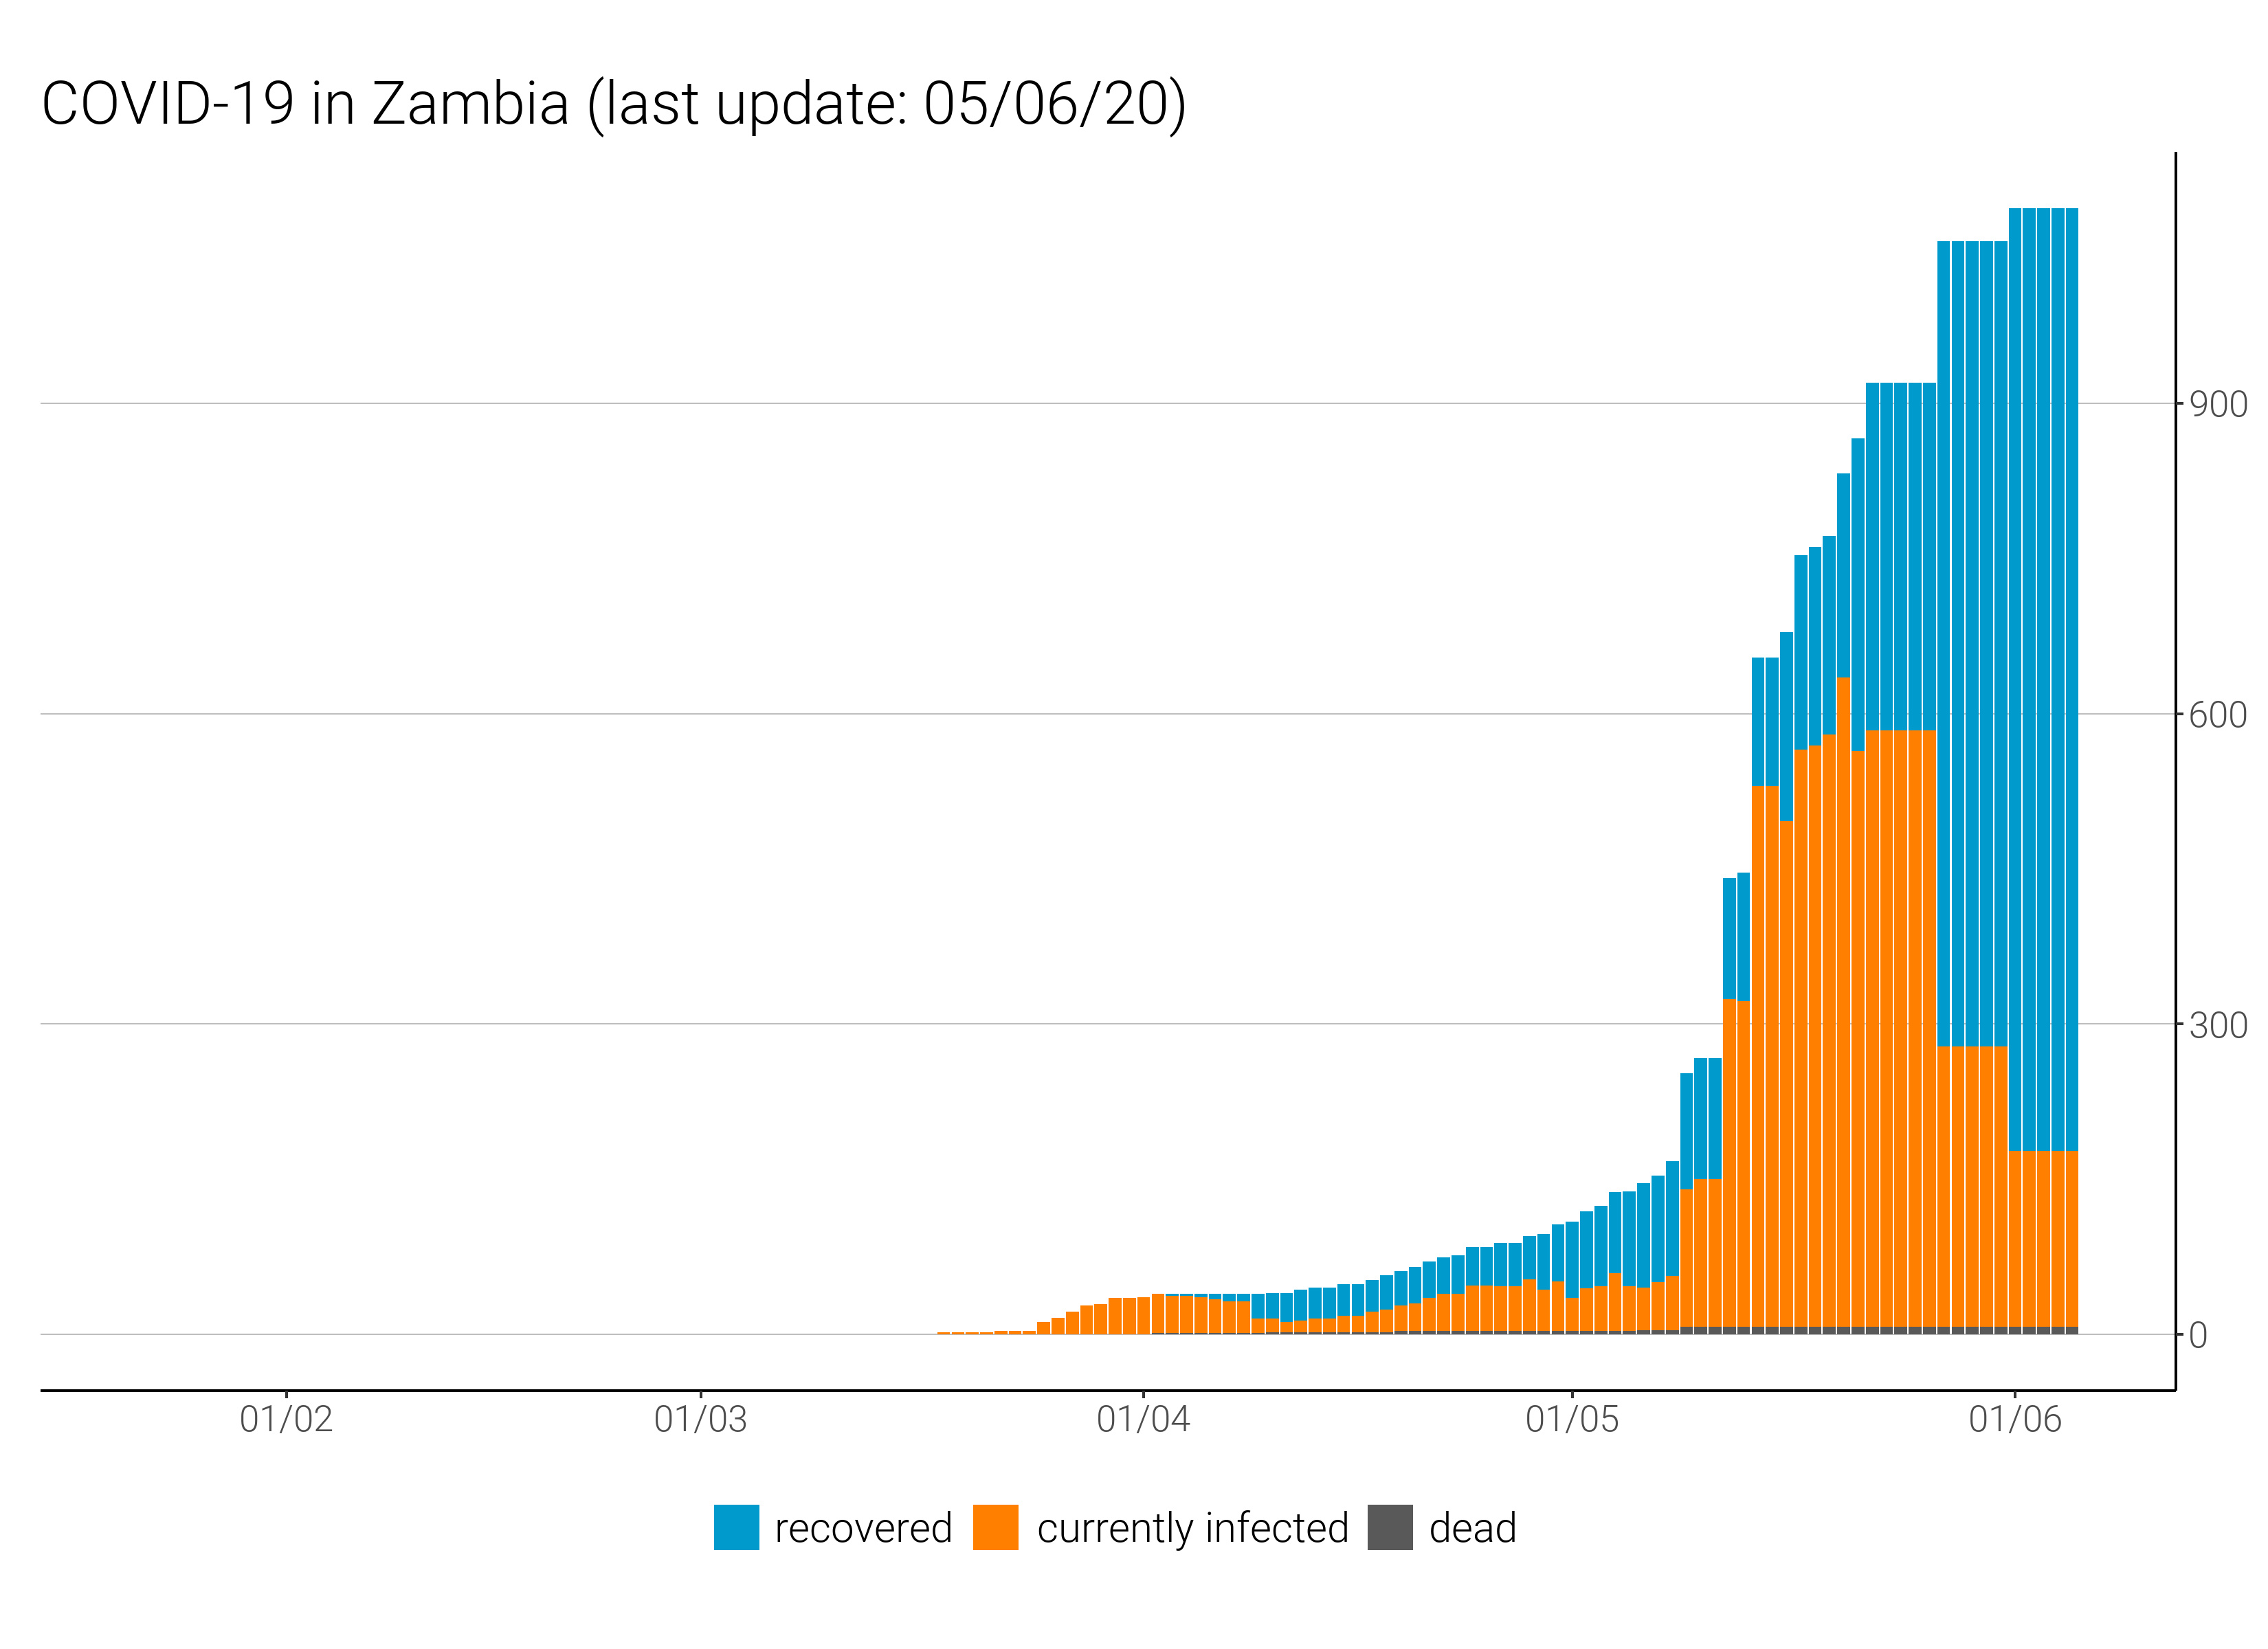 COVID-19 in Zambia (last update: 05/06/20)
900
600
300
0
01/02 01/03 01/04 01/05 01/06
recovered currently infected dead